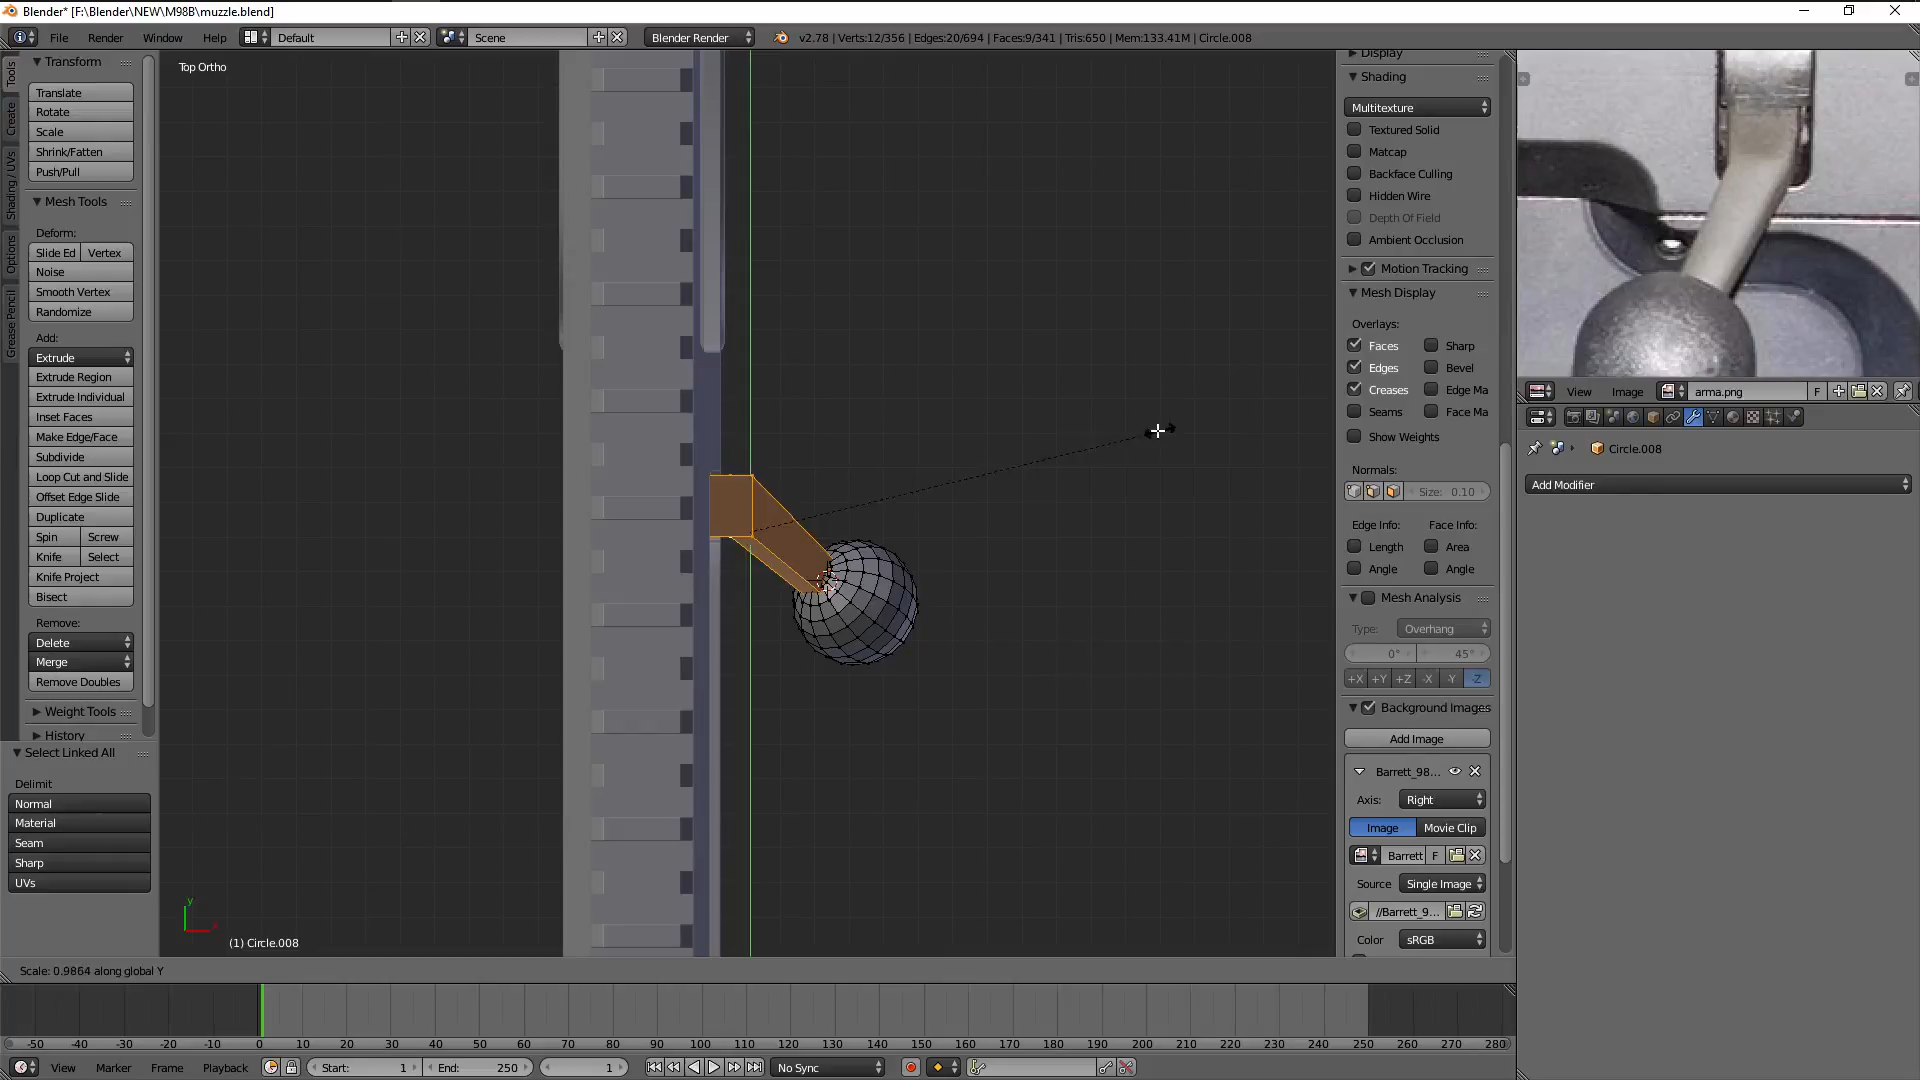 Blender* [F:\Blender\NEW\M98B\muzzle.blend]
File Render Window Help Default Scene Blender Render v2.78 | Verts:12/356 | Edges:20/694 | Faces:9/341 | Tris:650 | Mem:133.41M | Circle.008
Tools
Create
Shading / UVs
Options
Grease Pencil
Transform
Translate
Rotate
Scale
Shrink/Fatten
Push/Pull
Mesh Tools
Deform:
Slide Ed Vertex
Noise
Smooth Vertex
Randomize
Add:
Extrude
Extrude Region
Extrude Individual
Inset Faces
Make Edge/Face
Subdivide
Loop Cut and Slide
Offset Edge Slide
Duplicate
Spin Screw
Knife Select
Knife Project
Bisect
Remove:
Delete
Merge
Remove Doubles
Weight Tools
History
Select Linked All
Delimit
Normal
Material
Seam
Sharp
UVs
Top Ortho
y
x
(1) Circle.008
Display
Shading
Multitexture
Textured Solid
Matcap
Backface Culling
Hidden Wire
Depth Of Field
Ambient Occlusion
Motion Tracking
Mesh Display
Overlays:
Faces Sharp
Edges Bevel
Creases Edge Ma
Seams Face Ma
Show Weights
Normals:
Size: 0.10
Edge Info: Face Info:
Length Area
Angle Angle
Mesh Analysis
Type: Overhang
0° 45°
+X +Y +Z -X -Y -Z
Background Images
Add Image
Barrett_98...
Axis: Right
Image Movie Clip
Barrett F
Source Single Image
//Barrett_9...
Color sRGB
View Image arma.png F
Circle.008
Add Modifier
Scale: 0.9864 along global Y
-50 -40 -30 -20 -10 0 10 20 30 40 50 60 70 80 90 100 110 120 130 140 150 160 170 180 190 200 210 220 230 240 250 260 270 280
View Marker Frame Playback Start: 1 End: 250 1 No Sync